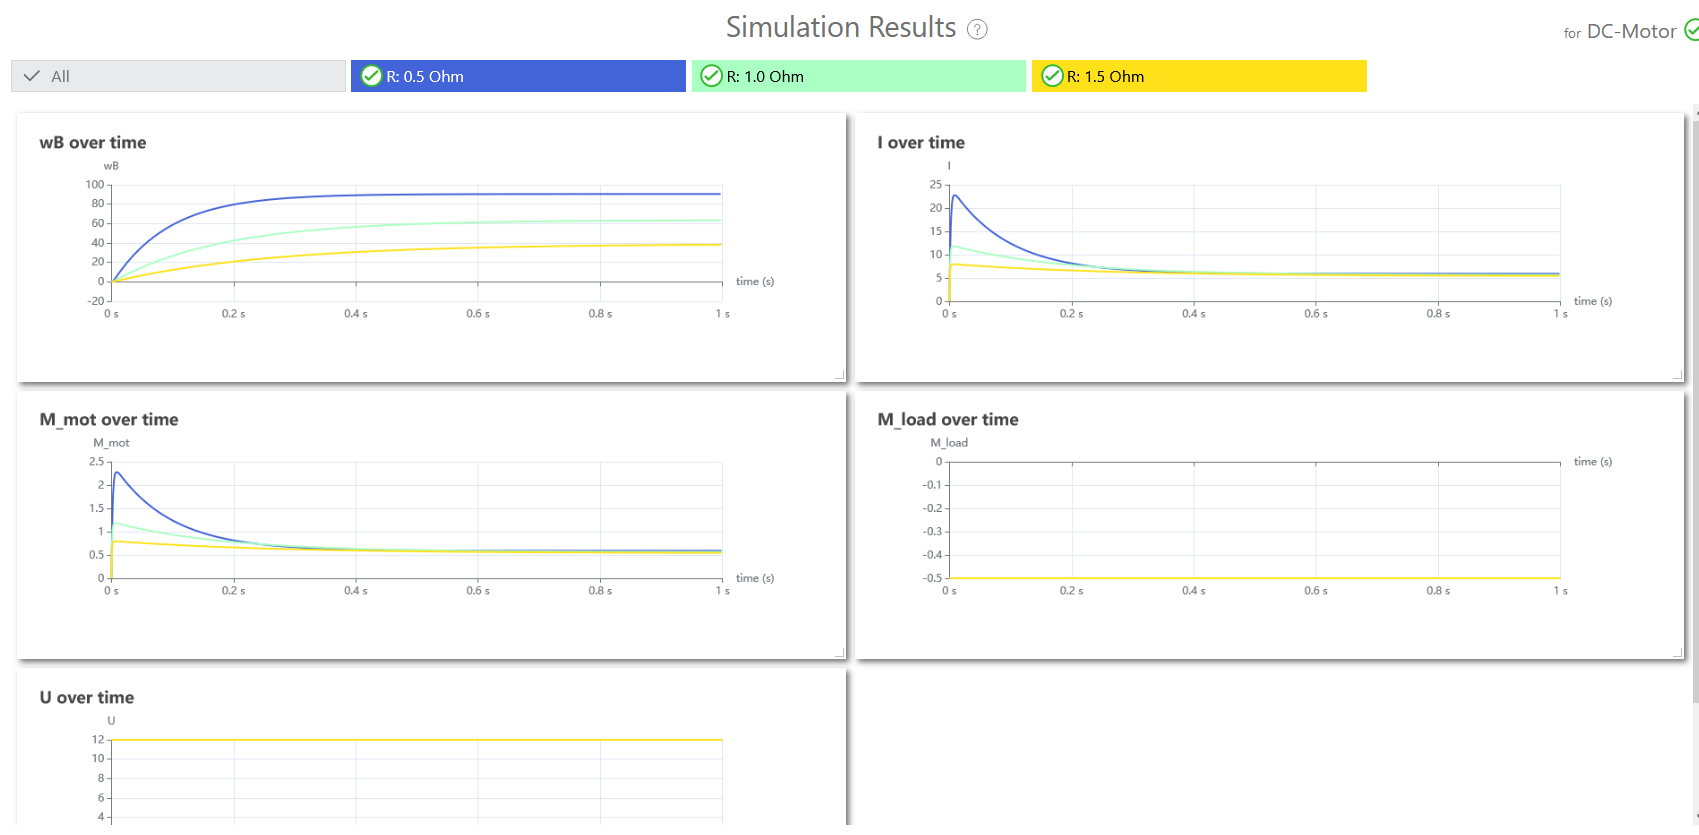 Simulation Results ?
for DC-Motor
All
R: 0.5 Ohm
R: 1.0 Ohm
R: 1.5 Ohm
wB over time
wB
100
80
60
40
20
0
-20
0 s 0.2 s 0.4 s 0.6 s 0.8 s 1 s
time (s)
I over time
I
25
20
15
10
5
0
0 s 0.2 s 0.4 s 0.6 s 0.8 s 1 s
time (s)
M_mot over time
M_mot
2.5
2
1.5
1
0.5
0
0 s 0.2 s 0.4 s 0.6 s 0.8 s 1 s
time (s)
M_load over time
M_load
0
-0.1
-0.2
-0.3
-0.4
-0.5
0 s 0.2 s 0.4 s 0.6 s 0.8 s 1 s
time (s)
U over time
U
12
10
8
6
4